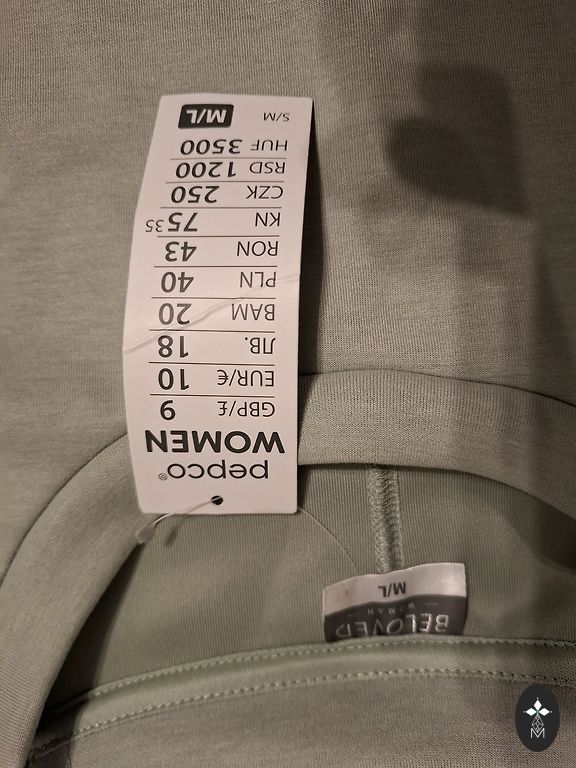 pepco®
WOMEN
GBP/£ 9
EUR/€ 10
ЛВ. 18
BAM 20
PLN 40
RON 43
KN 75 35
CZK 250
RSD 1200
HUF 3500
S/M M/L
BELOVED
WOMAN
M/L
M